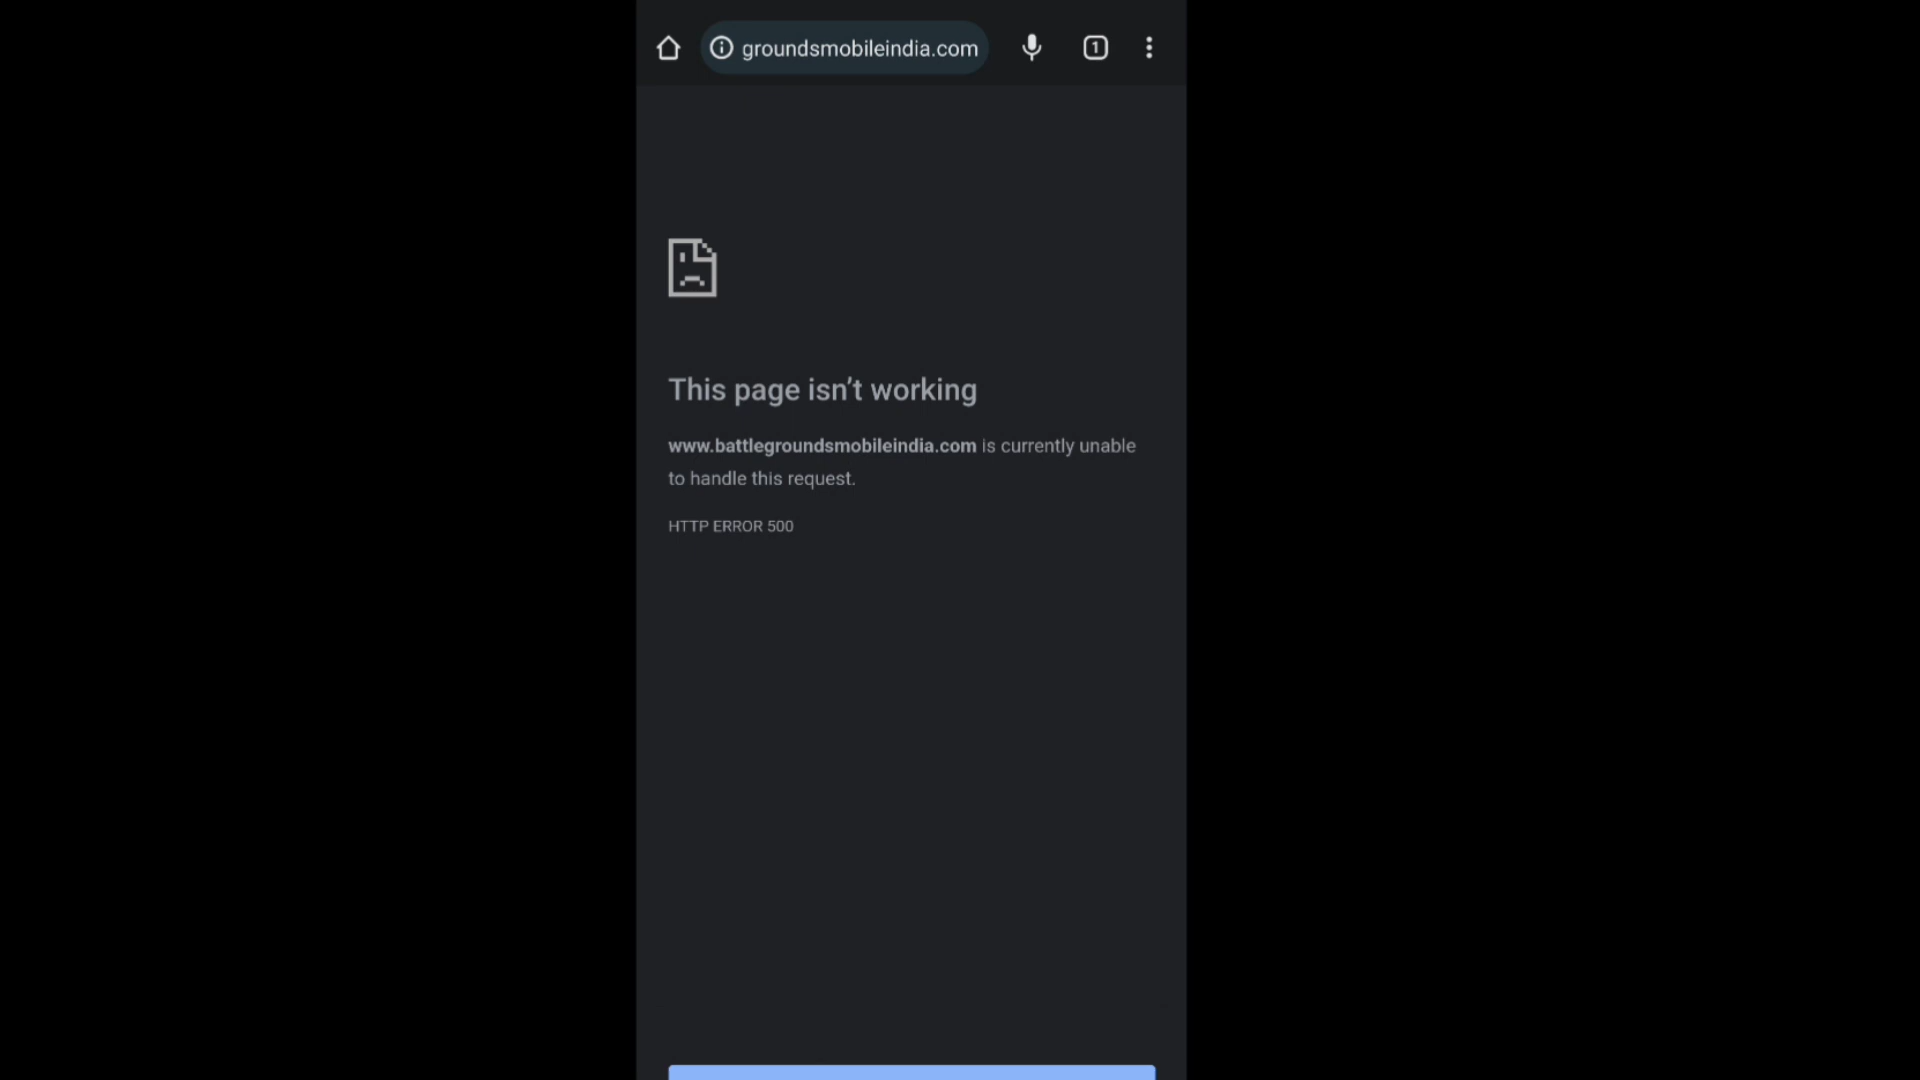 groundsmobileindia.com
1
This page isn’t working
www.battlegroundsmobileindia.com is currently unable
to handle this request.
HTTP ERROR 500